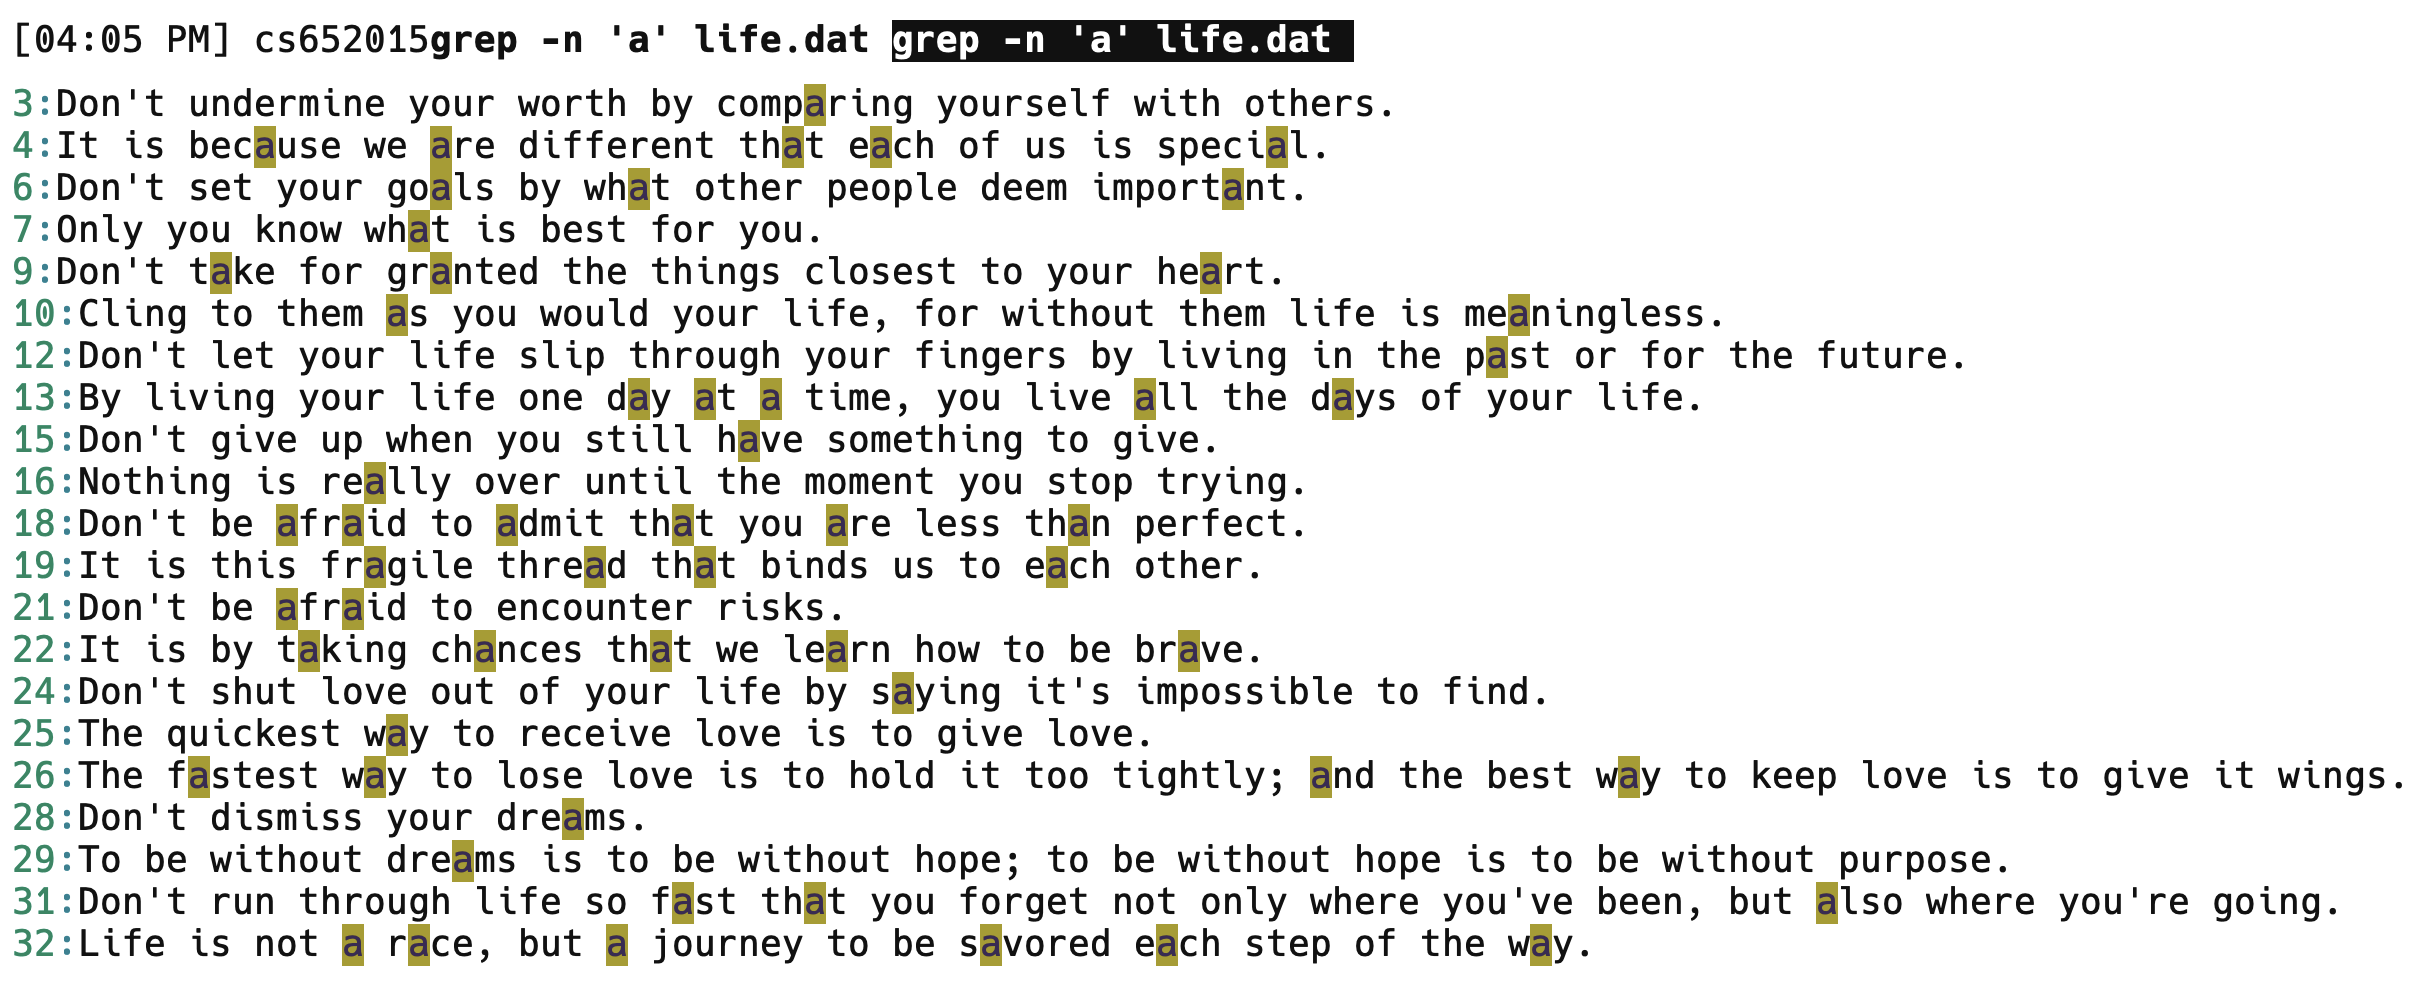 [04:05 PM] cs652015grep -n 'a' life.dat grep -n 'a' life.dat
3:Don't undermine your worth by comparing yourself with others.
4:It is because we are different that each of us is special.
6:Don't set your goals by what other people deem important.
7:Only you know what is best for you.
9:Don't take for granted the things closest to your heart.
10:Cling to them as you would your life, for without them life is meaningless.
12:Don't let your life slip through your fingers by living in the past or for the future.
13:By living your life one day at a time, you live all the days of your life.
15:Don't give up when you still have something to give.
16:Nothing is really over until the moment you stop trying.
18:Don't be afraid to admit that you are less than perfect.
19:It is this fragile thread that binds us to each other.
21:Don't be afraid to encounter risks.
22:It is by taking chances that we learn how to be brave.
24:Don't shut love out of your life by saying it's impossible to find.
25:The quickest way to receive love is to give love.
26:The fastest way to lose love is to hold it too tightly; and the best way to keep love is to give it wings.
28:Don't dismiss your dreams.
29:To be without dreams is to be without hope; to be without hope is to be without purpose.
31:Don't run through life so fast that you forget not only where you've been, but also where you're going.
32:Life is not a race, but a journey to be savored each step of the way.